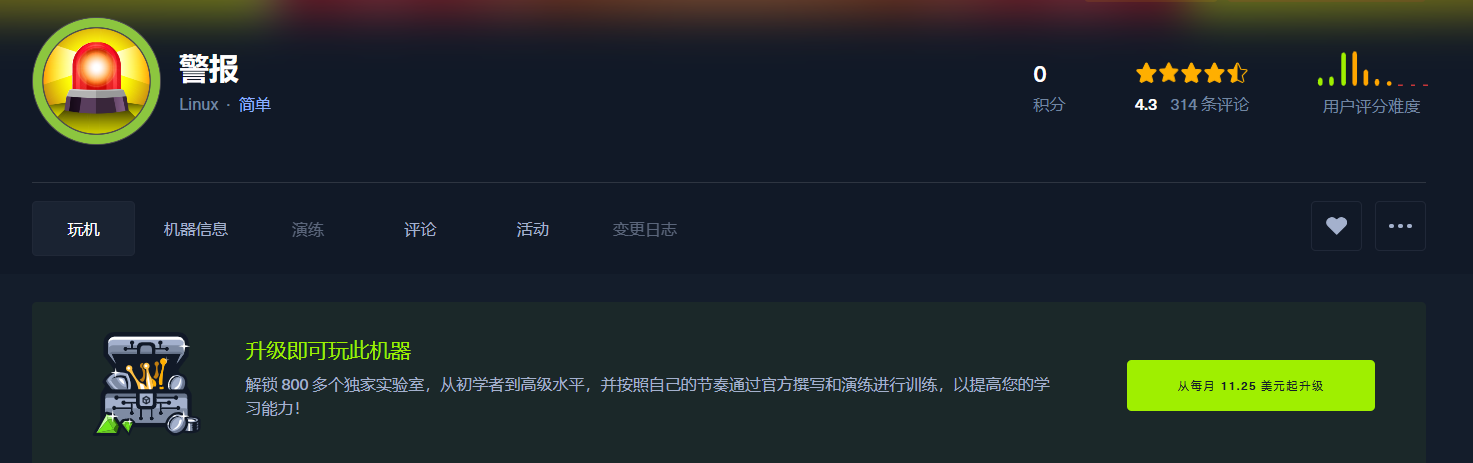 警报
Linux · 简单
0
积分
4.3 314 条评论
用户评分难度
玩机 机器信息 演练 评论 活动 变更日志
升级即可玩此机器
解锁 800 多个独家实验室，从初学者到高级水平，并按照自己的节奏通过官方撰写和演练进行训练，以提高您的学
习能力！
从每月 11.25 美元起升级